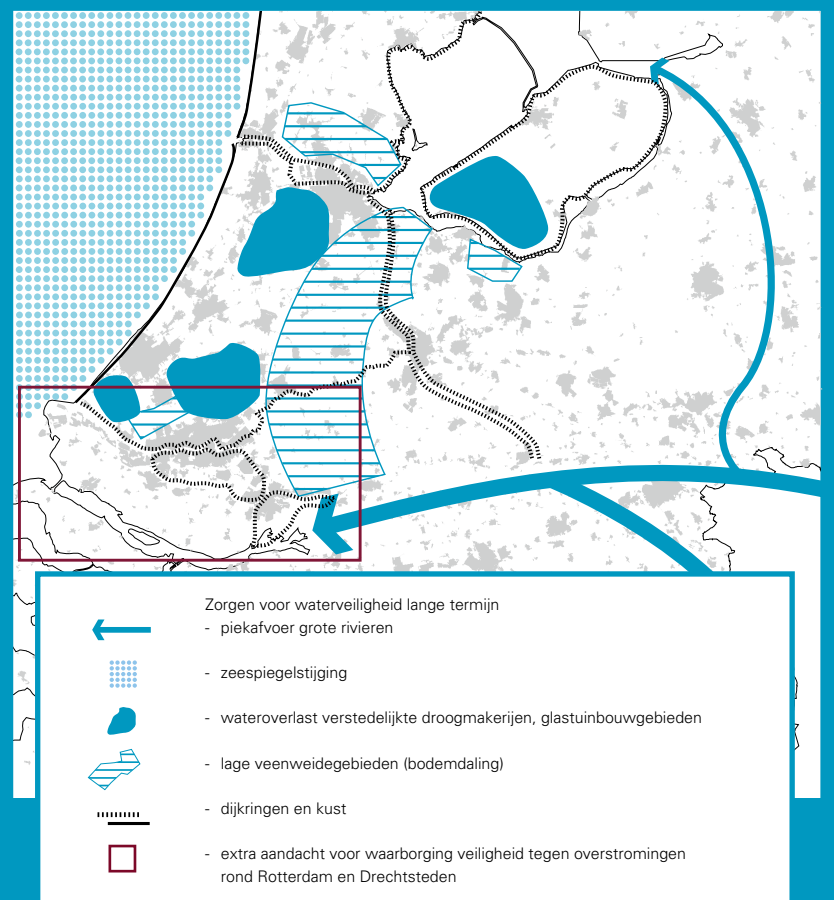 Zorgen voor waterveiligheid lange termijn
- piekafvoer grote rivieren
- zeespiegelstijging
- wateroverlast verstedelijkte droogmakerijen, glastuinbouwgebieden
- lage veenweidegebieden (bodemdaling)
- dijkringen en kust
- extra aandacht voor waarborging veiligheid tegen overstromingen
rond Rotterdam en Drechtsteden